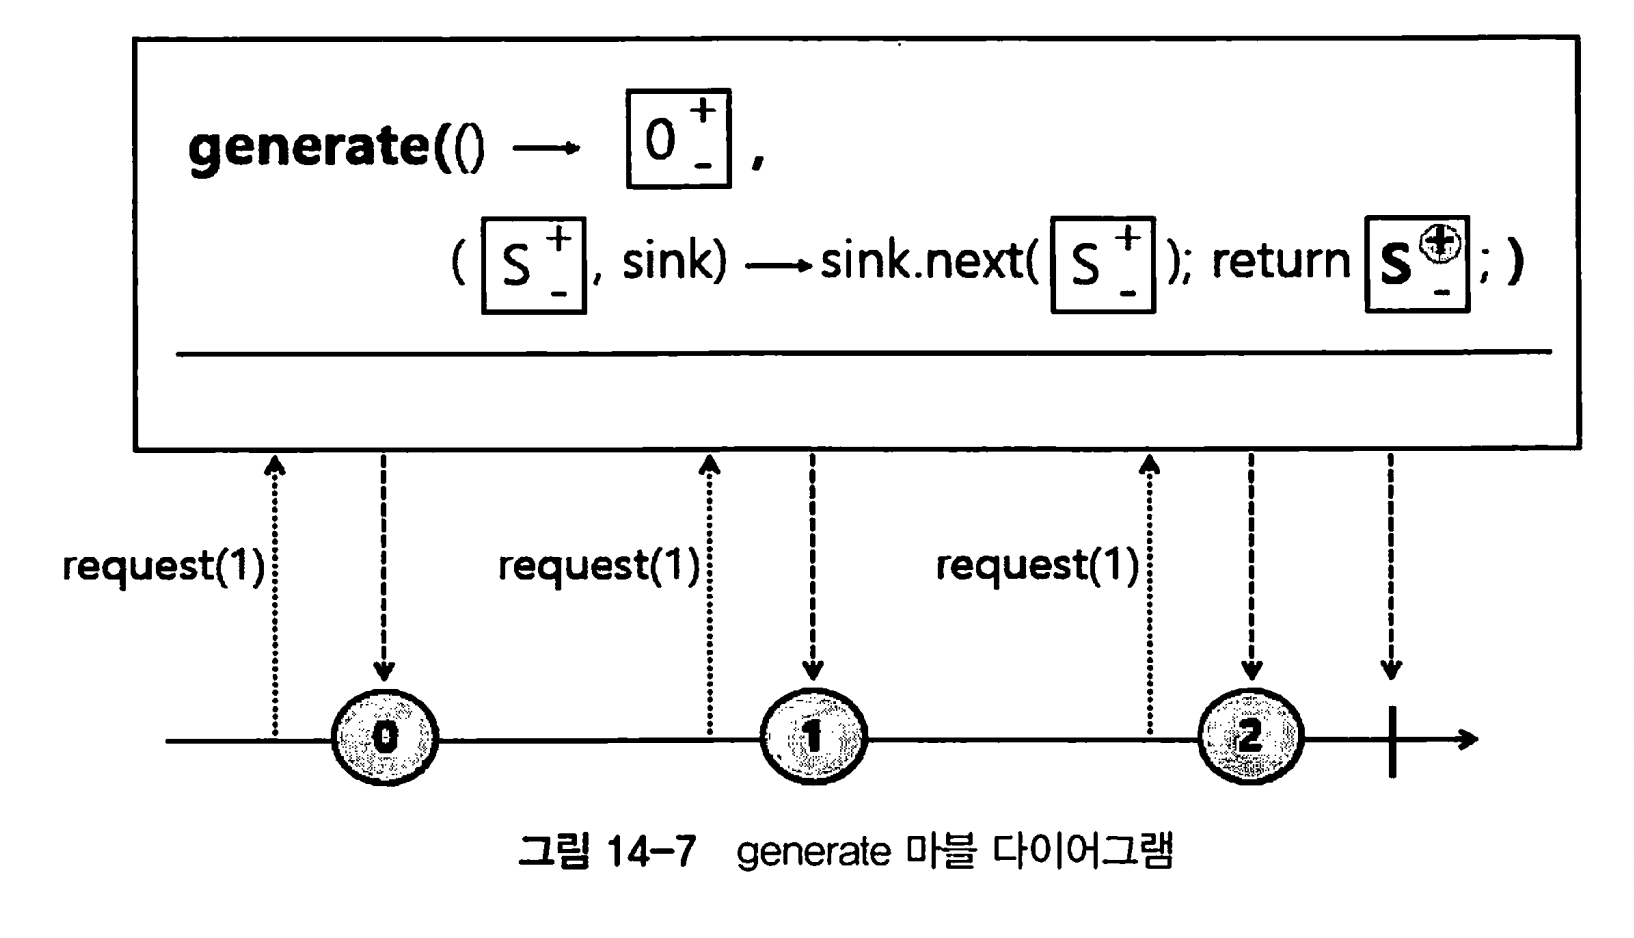 generate(() → 0 + - ,
( S + - , sink) → sink.next( S + - ); return S + - ; )
request(1) request(1) request(1)
0 1 2
그림 14-7 generate 마블 다이어그램